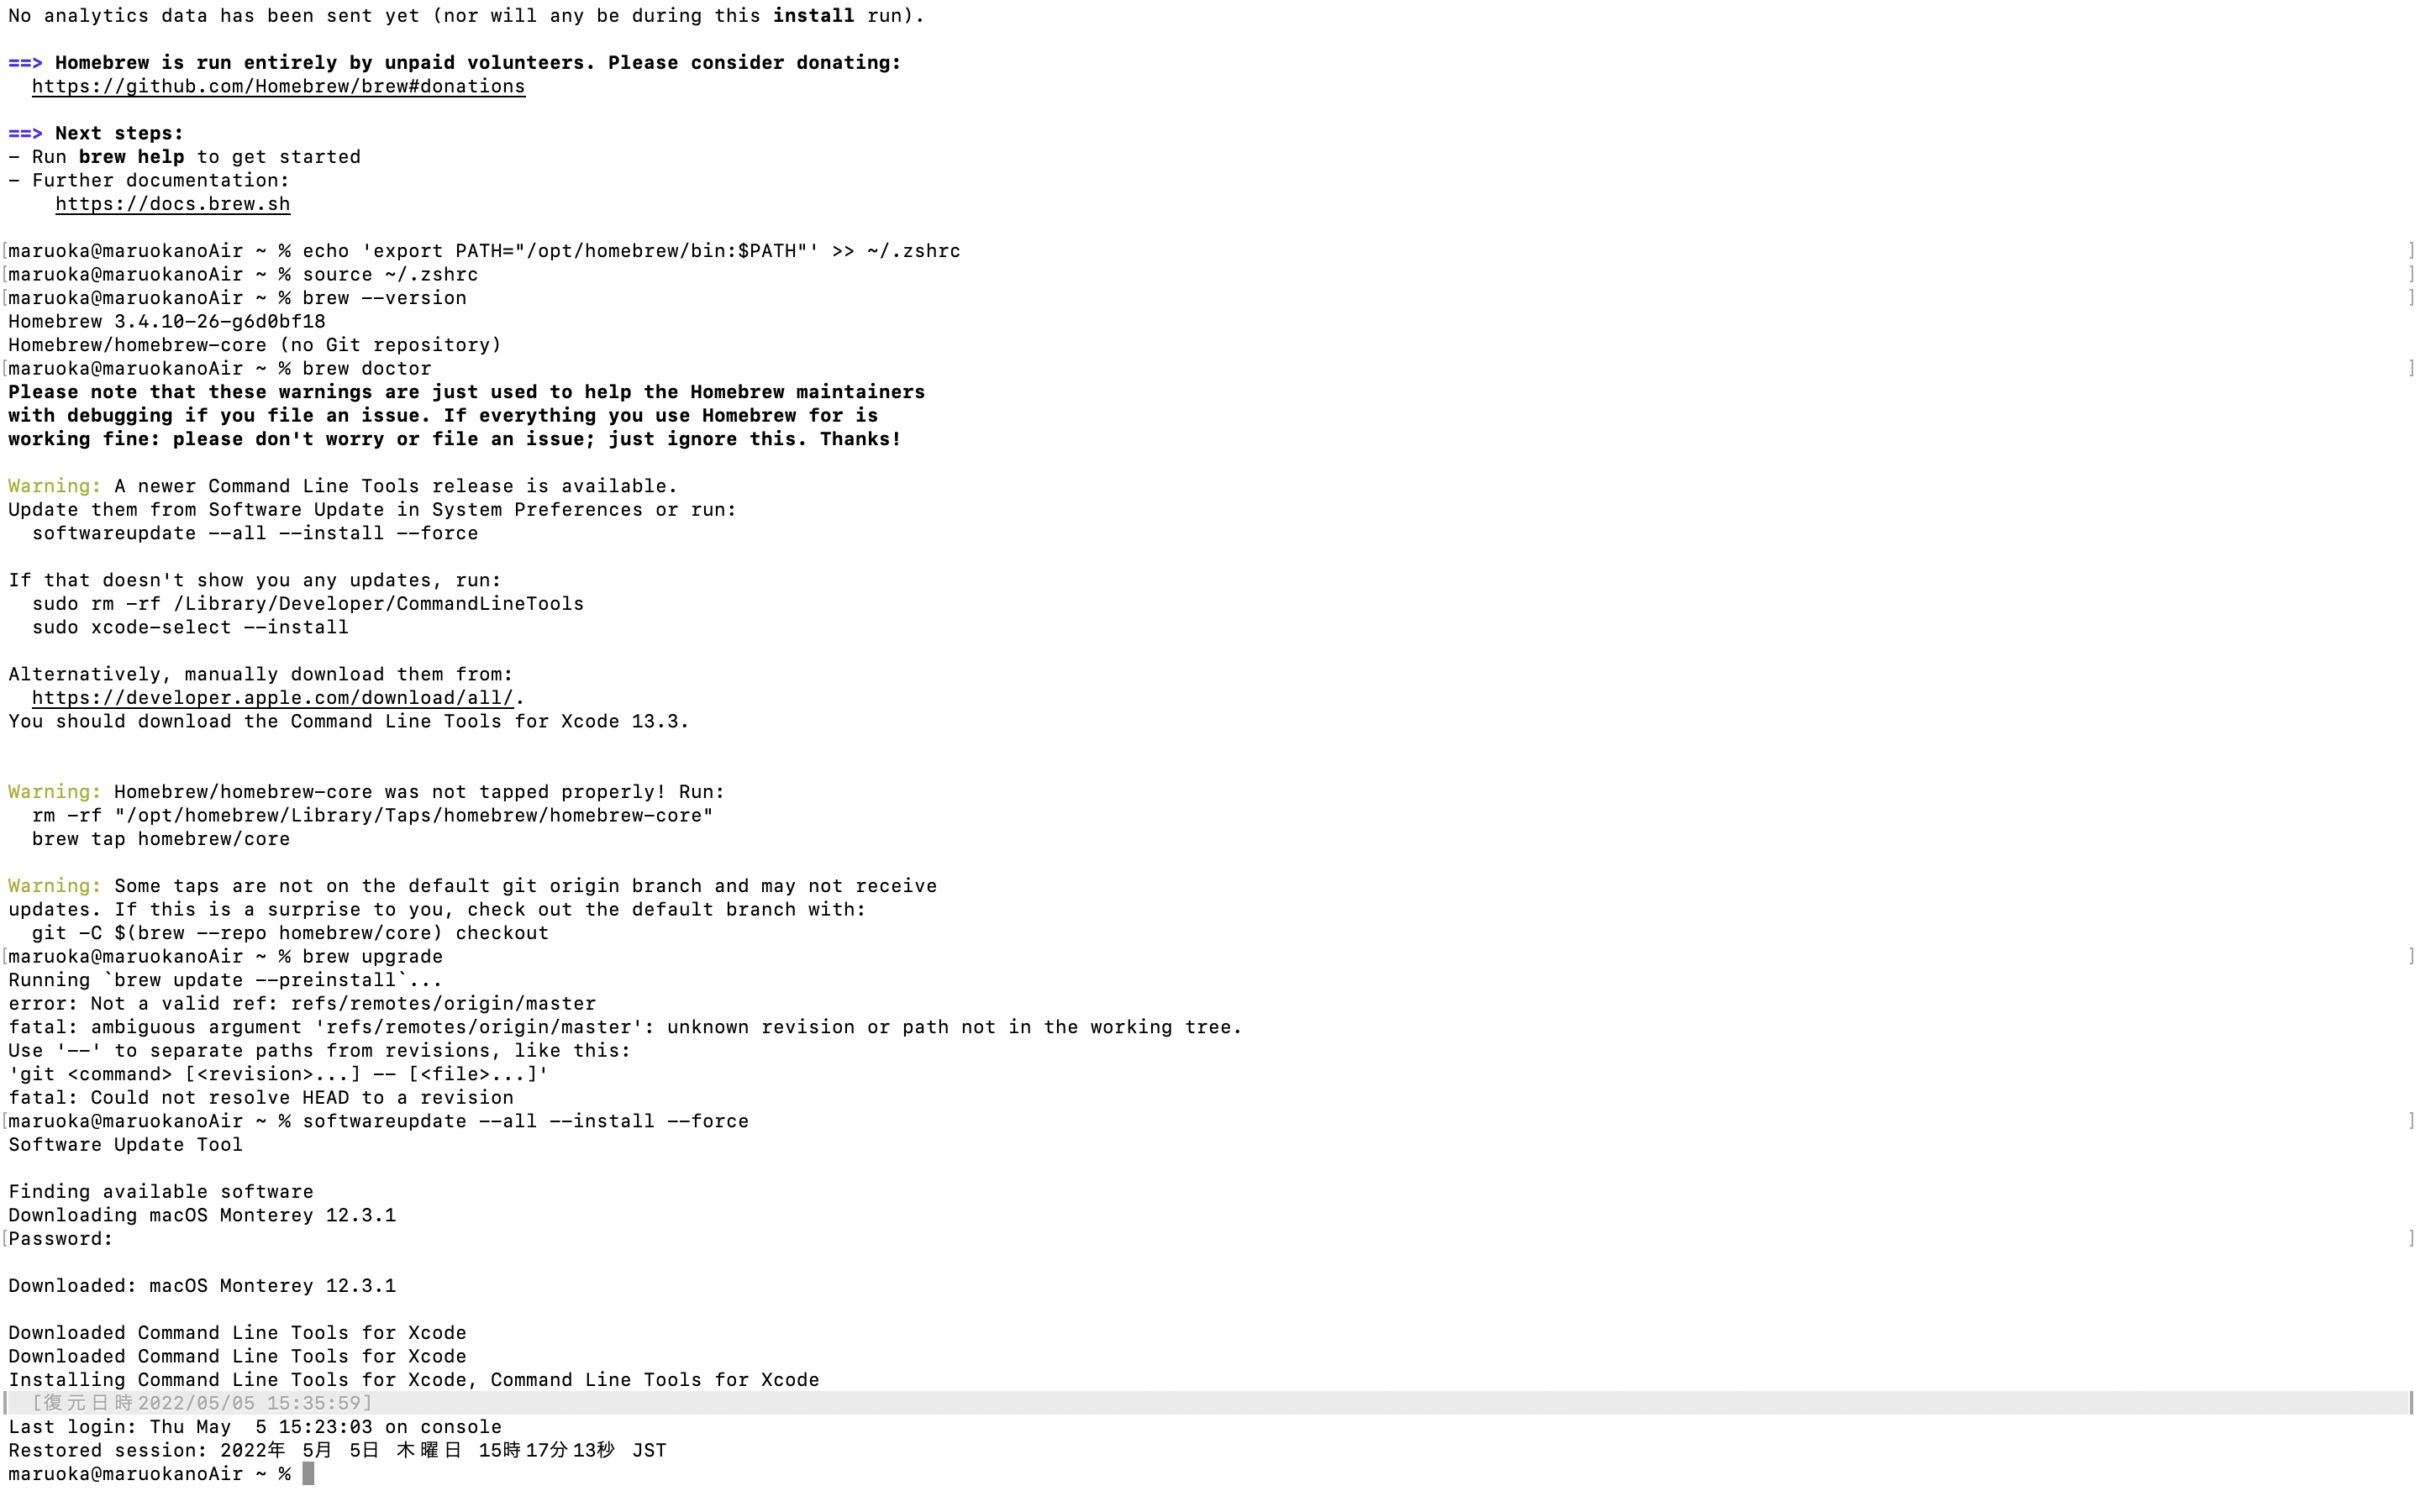 No analytics data has been sent yet (nor will any be during this install run).
==> Homebrew is run entirely by unpaid volunteers. Please consider donating:
https://github.com/Homebrew/brew#donations
==> Next steps:
- Run brew help to get started
- Further documentation:
https://docs.brew.sh
[maruoka@maruokanoAir ~ % echo 'export PATH="/opt/homebrew/bin:$PATH"' >> ~/.zshrc ]
[maruoka@maruokanoAir ~ % source ~/.zshrc ]
[maruoka@maruokanoAir ~ % brew --version ]
Homebrew 3.4.10-26-g6d0bf18
Homebrew/homebrew-core (no Git repository)
[maruoka@maruokanoAir ~ % brew doctor ]
Please note that these warnings are just used to help the Homebrew maintainers
with debugging if you file an issue. If everything you use Homebrew for is
working fine: please don't worry or file an issue; just ignore this. Thanks!
Warning: A newer Command Line Tools release is available.
Update them from Software Update in System Preferences or run:
softwareupdate --all --install --force
If that doesn't show you any updates, run:
sudo rm -rf /Library/Developer/CommandLineTools
sudo xcode-select --install
Alternatively, manually download them from:
https://developer.apple.com/download/all/.
You should download the Command Line Tools for Xcode 13.3.
Warning: Homebrew/homebrew-core was not tapped properly! Run:
rm -rf "/opt/homebrew/Library/Taps/homebrew/homebrew-core"
brew tap homebrew/core
Warning: Some taps are not on the default git origin branch and may not receive
updates. If this is a surprise to you, check out the default branch with:
git -C $(brew --repo homebrew/core) checkout
[maruoka@maruokanoAir ~ % brew upgrade ]
Running `brew update --preinstall`...
error: Not a valid ref: refs/remotes/origin/master
fatal: ambiguous argument 'refs/remotes/origin/master': unknown revision or path not in the working tree.
Use '--' to separate paths from revisions, like this:
'git <command> [<revision>...] -- [<file>...]'
fatal: Could not resolve HEAD to a revision
[maruoka@maruokanoAir ~ % softwareupdate --all --install --force ]
Software Update Tool
Finding available software
Downloading macOS Monterey 12.3.1
[Password: ]
Downloaded: macOS Monterey 12.3.1
Downloaded Command Line Tools for Xcode
Downloaded Command Line Tools for Xcode
Installing Command Line Tools for Xcode, Command Line Tools for Xcode
[復元日時2022/05/05 15:35:59]
Last login: Thu May  5 15:23:03 on console
Restored session: 2022年 5月 5日 木曜日 15時17分13秒 JST
maruoka@maruokanoAir ~ %